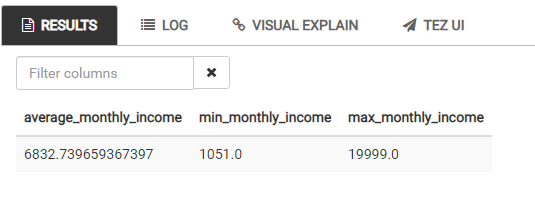 RESULTS LOG VISUAL EXPLAIN TEZ UI
Filter columns
average_monthly_income min_monthly_income max_monthly_income
6832.739659367397 1051.0 19999.0